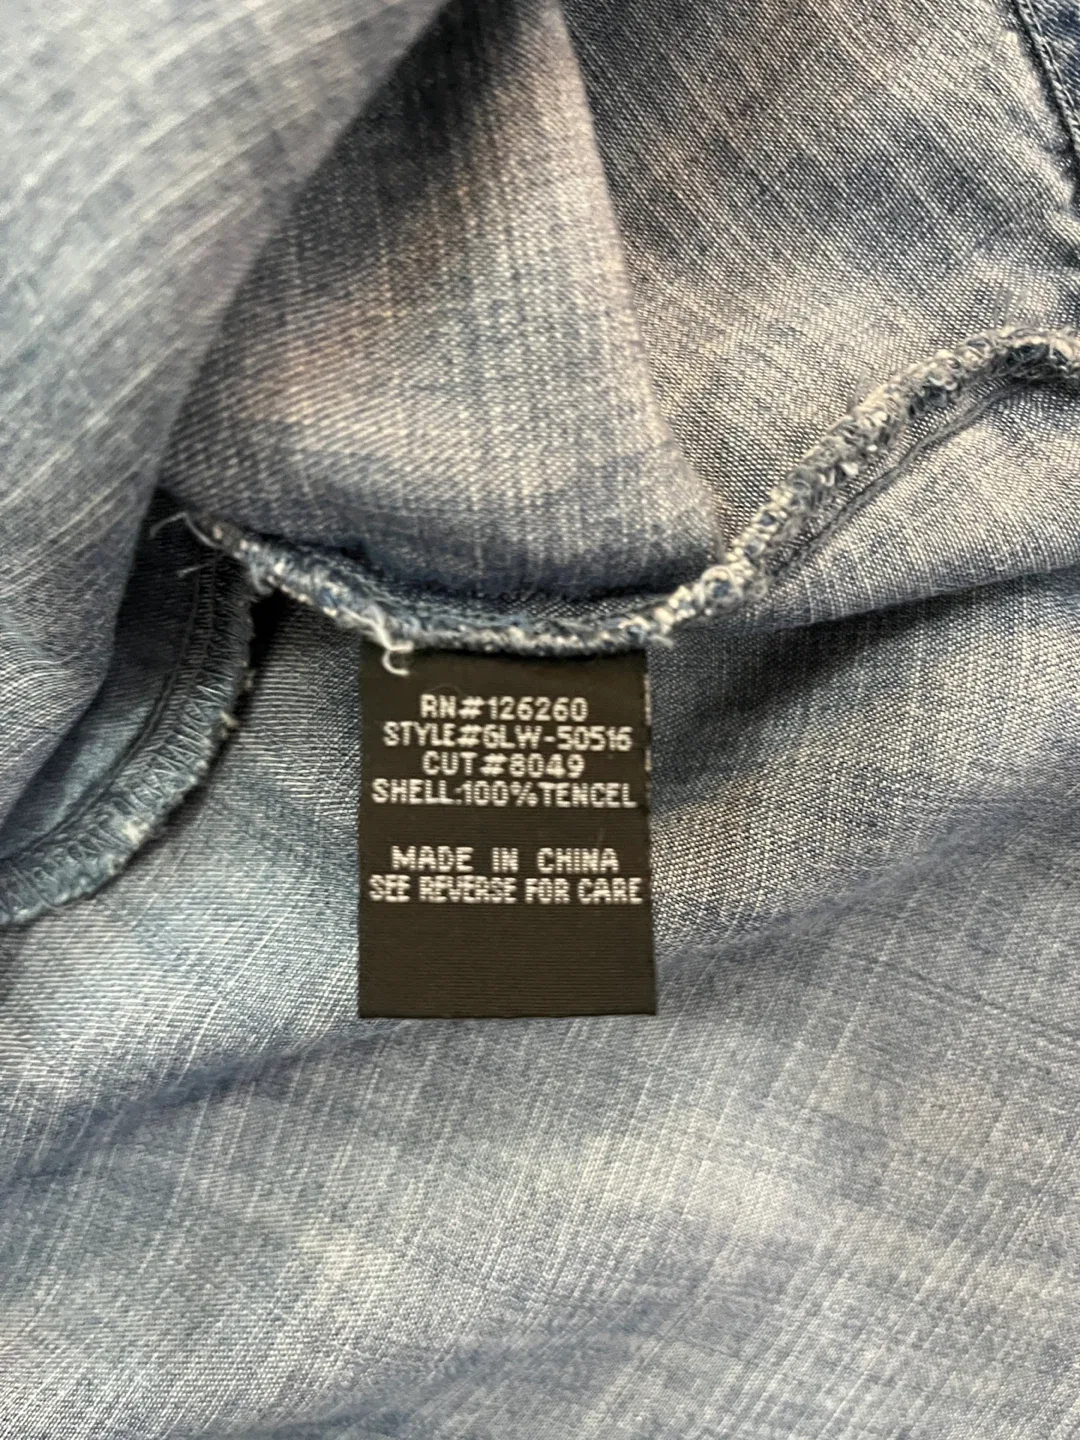 RN#126260
STYLE#GLW-50516
CUT#8049
SHELL:100%TENCEL
MADE IN CHINA
SEE REVERSE FOR CARE